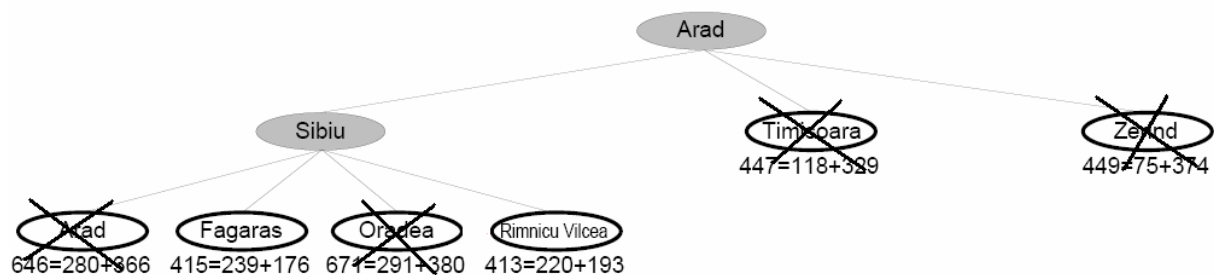 Arad
Sibiu
Timisoara
Zerind
447=118+329
449=75+374
Arad
Fagaras
Oradea
Rimnicu Vilcea
646=280+366
415=239+176
671=291+380
413=220+193